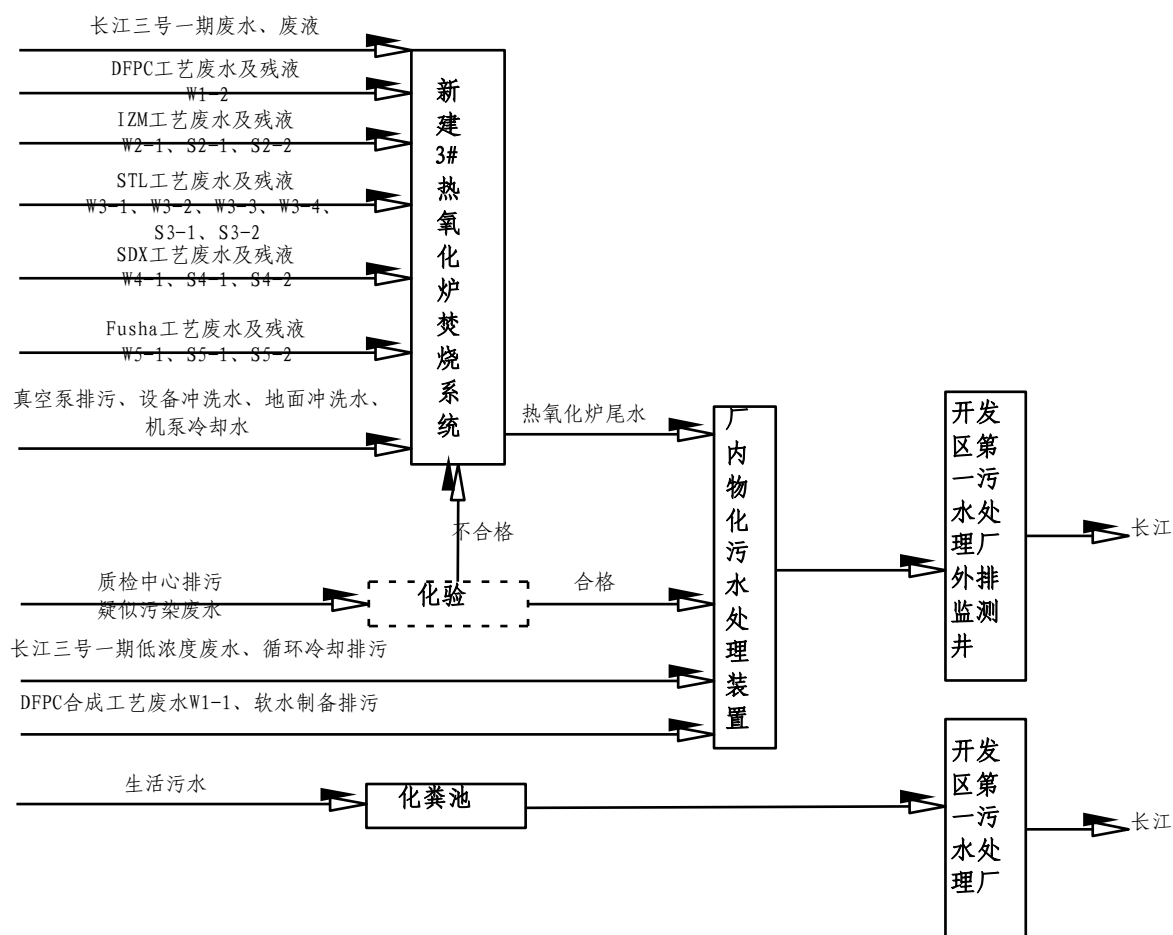 长江三号一期废水、废液
DFPC工艺废水及残液
W1-2
IZM工艺废水及残液
W2-1、S2-1、S2-2
STL工艺废水及残液
W3-1、W3-2、W3-3、W3-4、
S3-1、S3-2
SDX工艺废水及残液
W4-1、S4-1、S4-2
Fusha工艺废水及残液
W5-1、S5-1、S5-2
真空泵排污、设备冲洗水、地面冲洗水、
机泵冷却水
新
建
3#
热
氧
化
炉
焚
烧
系
统
热氧化炉尾水
不合格
质检中心排污
疑似污染废水
化验
合格
长江三号一期低浓度废水、循环冷却排污
DFPC合成工艺废水W1-1、软水制备排污
厂
内
物
化
污
水
处
理
装
置
开发
区第
一污
水处
理厂
外排
监测
井
长江
生活污水
化粪池
开发
区第
一污
水处
理厂
长江